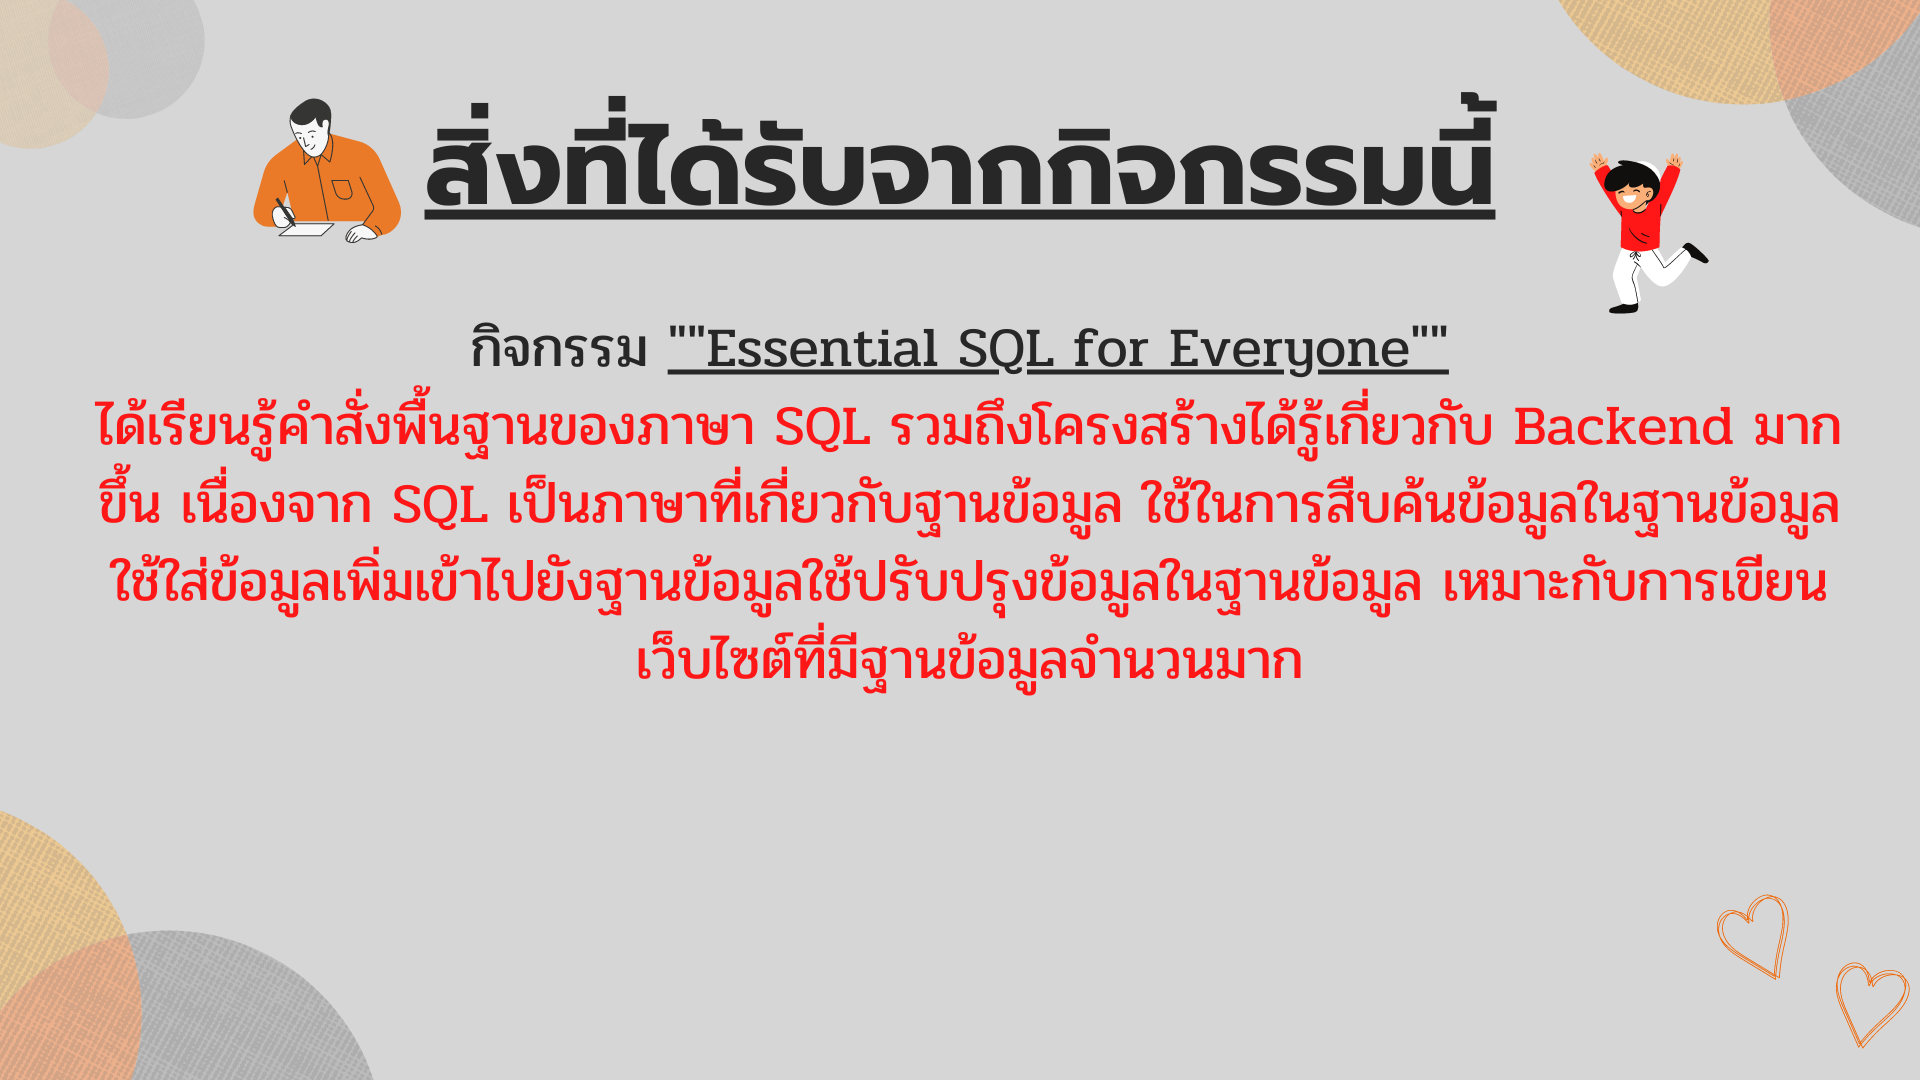 สิ่งที่ได้รับจากกิจกรรมนี้
กิจกรรม ""Essential SQL for Everyone""
ได้เรียนรู้คำสั่งพื้นฐานของภาษา SQL รวมถึงโครงสร้างได้รู้เกี่ยวกับ Backend มาก
ขึ้น เนื่องจาก SQL เป็นภาษาที่เกี่ยวกับฐานข้อมูล ใช้ในการสืบค้นข้อมูลในฐานข้อมูล
ใช้ใส่ข้อมูลเพิ่มเข้าไปยังฐานข้อมูลใช้ปรับปรุงข้อมูลในฐานข้อมูล เหมาะกับการเขียน
เว็บไซต์ที่มีฐานข้อมูลจำนวนมาก